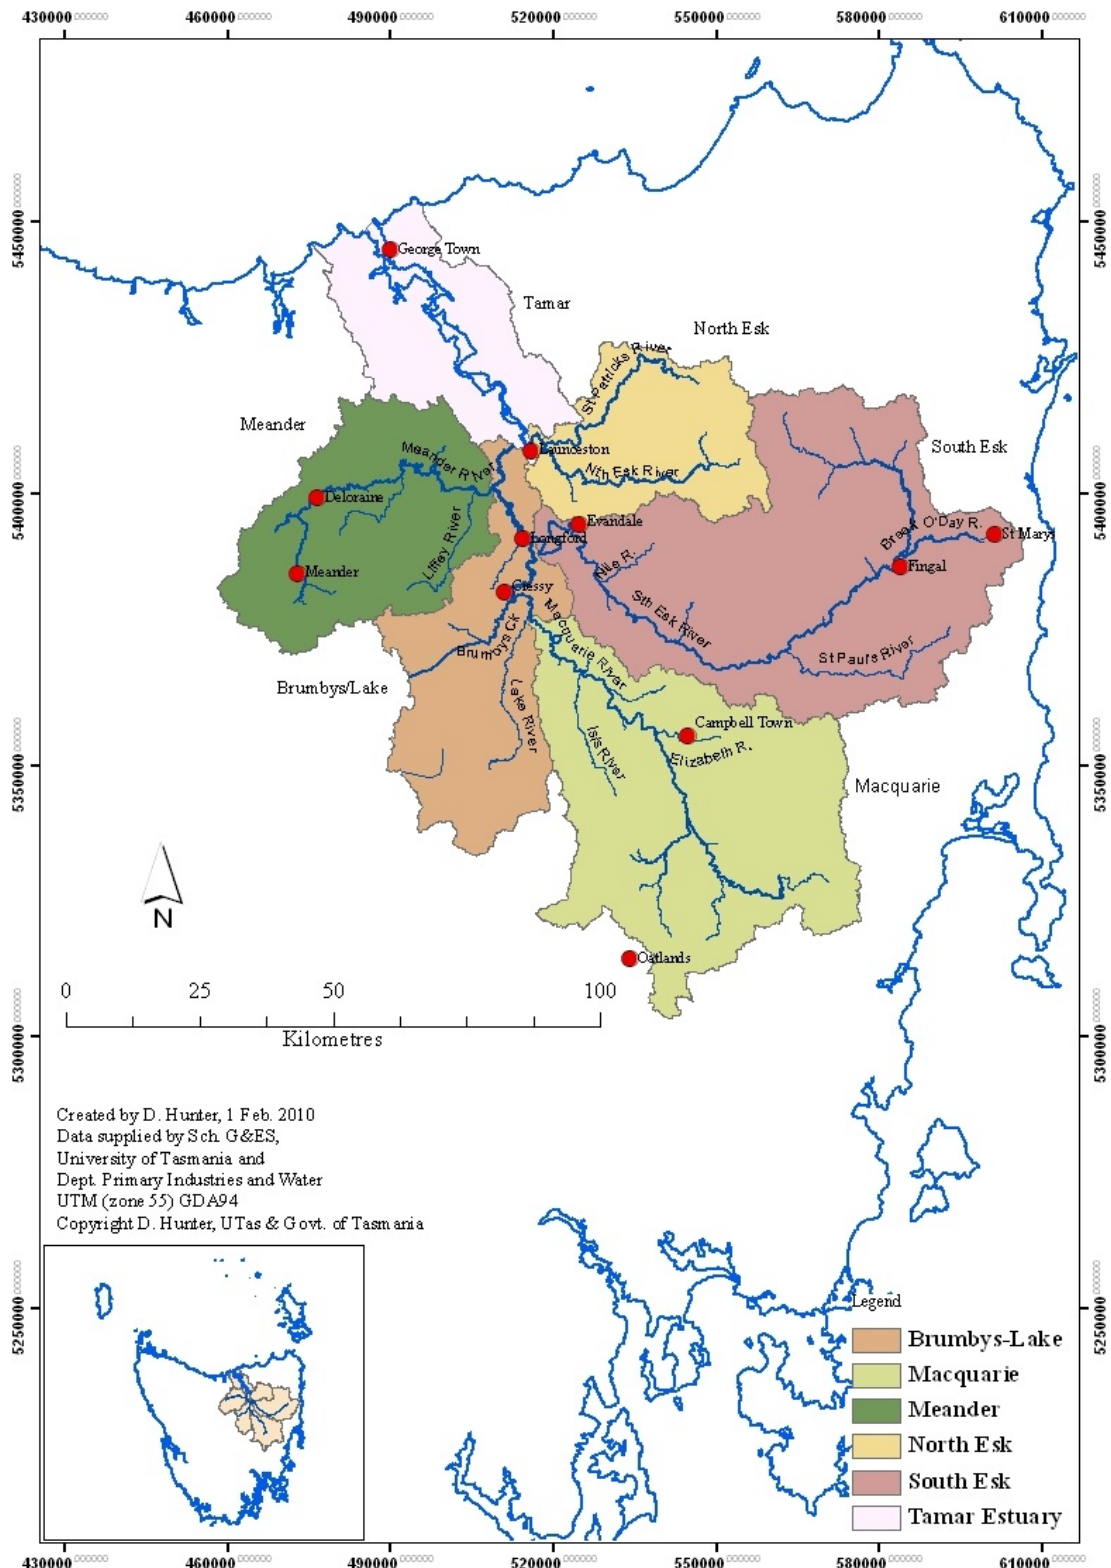 430000 460000 490000 520000 550000 580000 610000
5450000
5450000
George Town
Tamar
North Esk
St Patricks River
Meander
South Esk
Launceston
Meander River
Nth Esk River
Deloraine
5400000
5400000
Evandale
Break O'Day R.
St Marys
Longford
Liffey River
Nile R.
Fingal
Meander
Cressy
Sth Esk River
Macquarie River
Brumbys Ck
St Pauls River
Brumbys/Lake
Lake River
Campbell Town
Isis River
Elizabeth R.
5350000
5350000
Macquarie
N
Oatlands
0 25 50 100
Kilometres
5300000
5300000
Created by D. Hunter, 1 Feb. 2010
Data supplied by Sch. G&ES,
University of Tasmania and
Dept. Primary Industries and Water
UTM (zone 55) GDA94
Copyright D. Hunter, UTas & Govt. of Tasmania
5250000
5250000
Legend
Brumbys-Lake
Macquarie
Meander
North Esk
South Esk
Tamar Estuary
430000 460000 490000 520000 550000 580000 610000